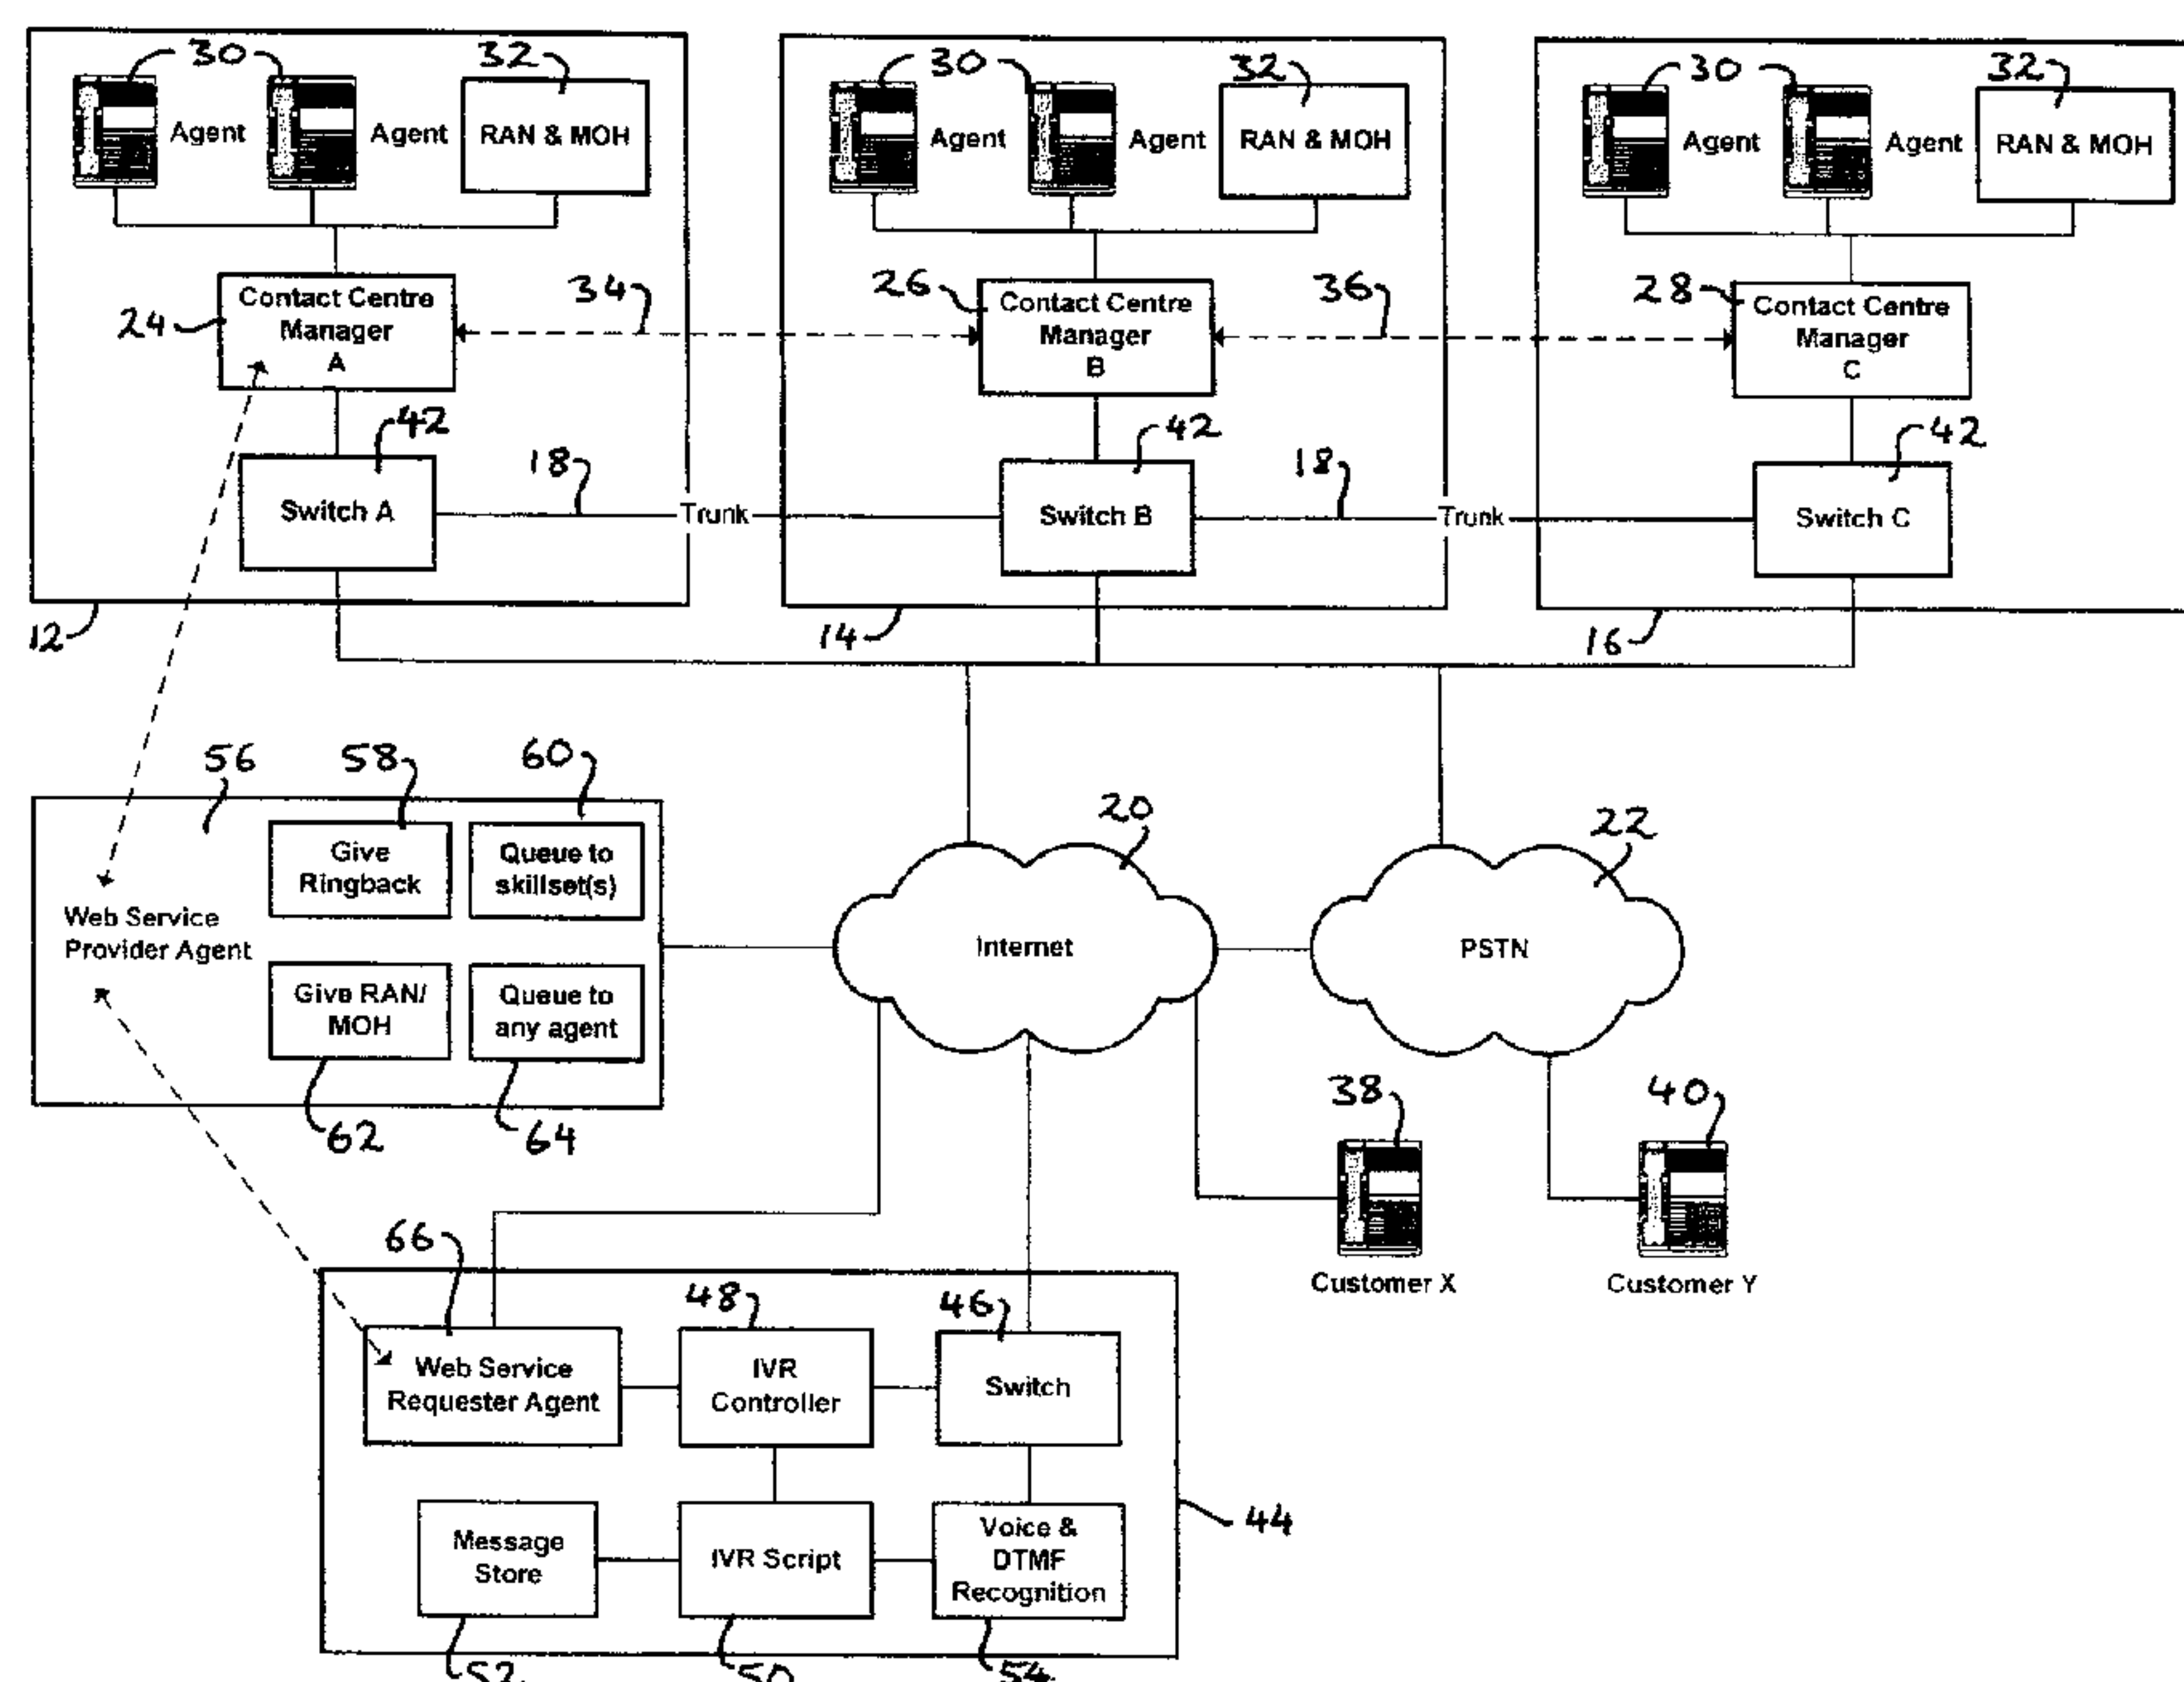 30 32 30 32 30 32
Agent Agent RAN & MOH Agent Agent RAN & MOH Agent Agent RAN & MOH
24 Contact Centre
Manager
A
34
26 Contact Centre
Manager
B
36
28 Contact Centre
Manager
C
42 42 42
Switch A 18 Trunk Switch B 18 Trunk Switch C
12 14 16
56 58 60
Give
Ringback
Queue to
skillset(s)
Web Service
Provider Agent
Give RAN/
MOH
Queue to
any agent
62 64
20
Internet
22
PSTN
38 40
Customer X Customer Y
66 48 46
Web Service
Requester Agent
IVR
Controller
Switch
44
Message
Store
IVR Script
Voice &
DTMF
Recognition
52 50 54